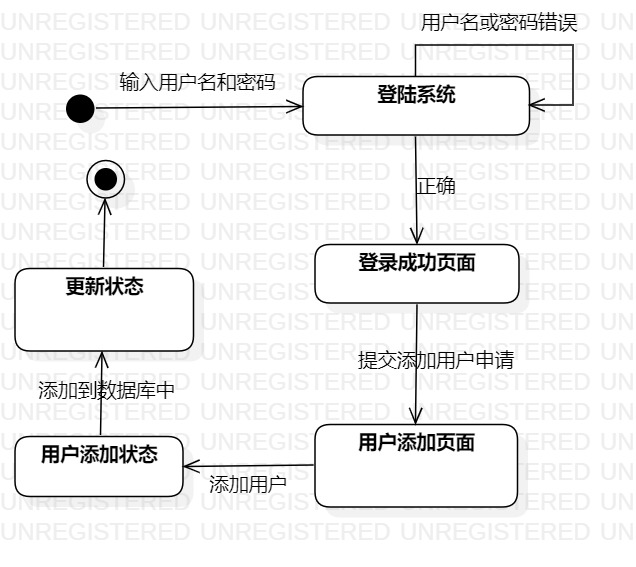 用户名或密码错误
输入用户名和密码
登陆系统
正确
登录成功页面
更新状态
提交添加用户申请
添加到数据库中
用户添加页面
用户添加状态
添加用户
UNREGISTERED UNREGISTERED UNREGISTERED UN